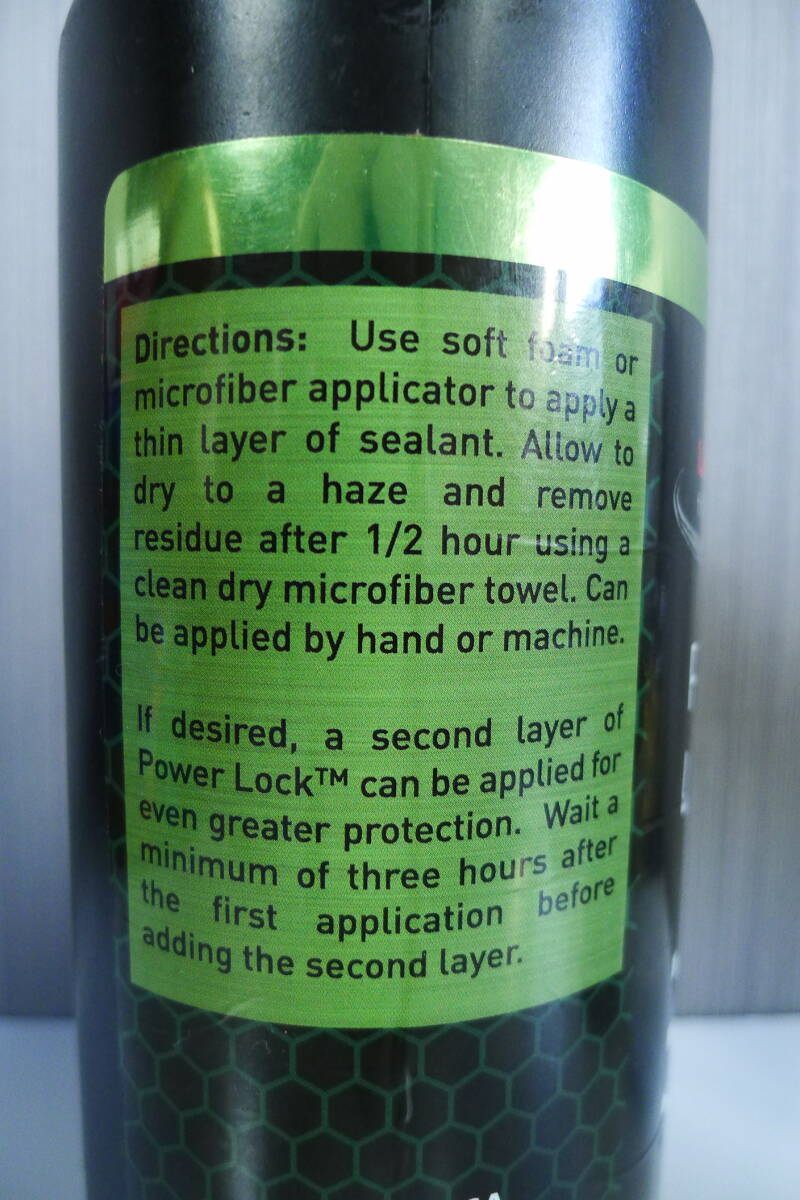 Directions: Use soft foam or
microfiber applicator to apply a
thin layer of sealant. Allow to
dry to a haze and remove
residue after 1/2 hour using a
clean dry microfiber towel. Can
be applied by hand or machine.
If desired, a second layer of
Power Lock™ can be applied for
even greater protection. Wait a
minimum of three hours after
the first application before
adding the second layer.